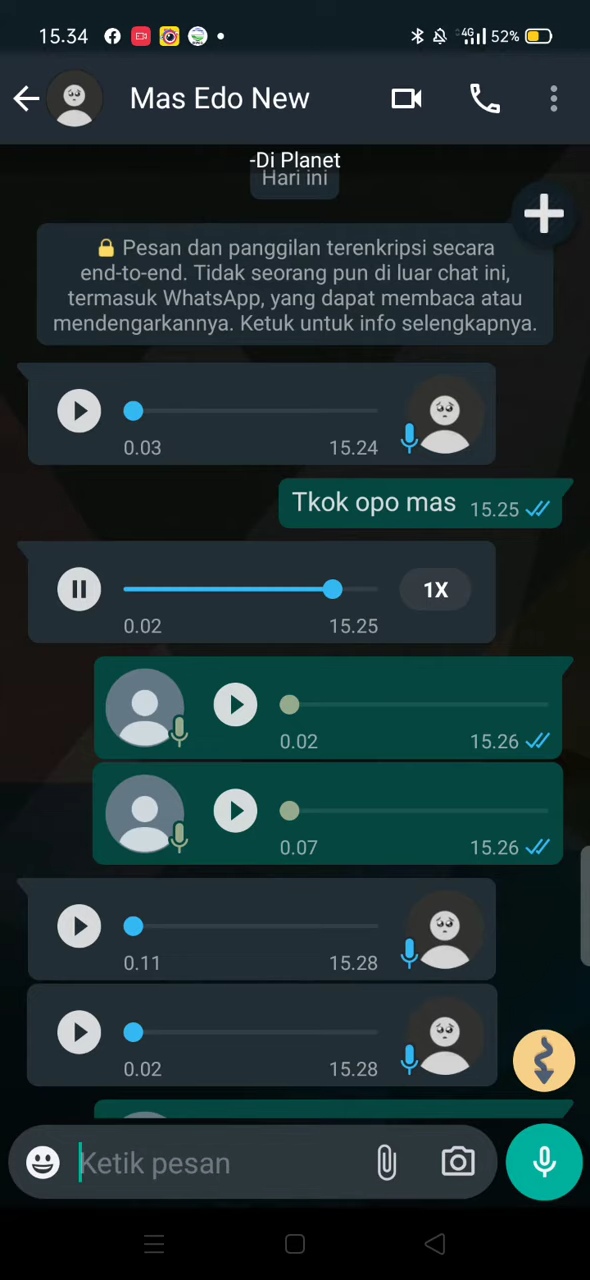 15.34
4G 52%
Mas Edo New
-Di Planet
Hari ini
Pesan dan panggilan terenkripsi secara
end-to-end. Tidak seorang pun di luar chat ini,
termasuk WhatsApp, yang dapat membaca atau
mendengarkannya. Ketuk untuk info selengkapnya.
0.03 15.24
Tkok opo mas 15.25
1X
0.02 15.25
0.02 15.26
0.07 15.26
0.11 15.28
0.02 15.28
Ketik pesan